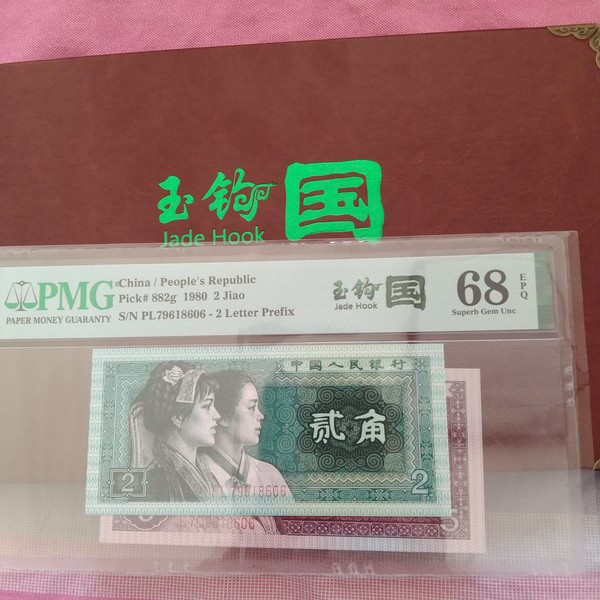 玉钩国
Jade Hook
PMG
PAPER MONEY GUARANTY
China / People's Republic
Pick# 882g 1980 2 Jiao
S/N PL79618606 - 2 Letter Prefix
玉钩国
Jade Hook
68
EPQ
Superb Gem Unc
中国人民银行
贰角
PL79618606
2
2
5